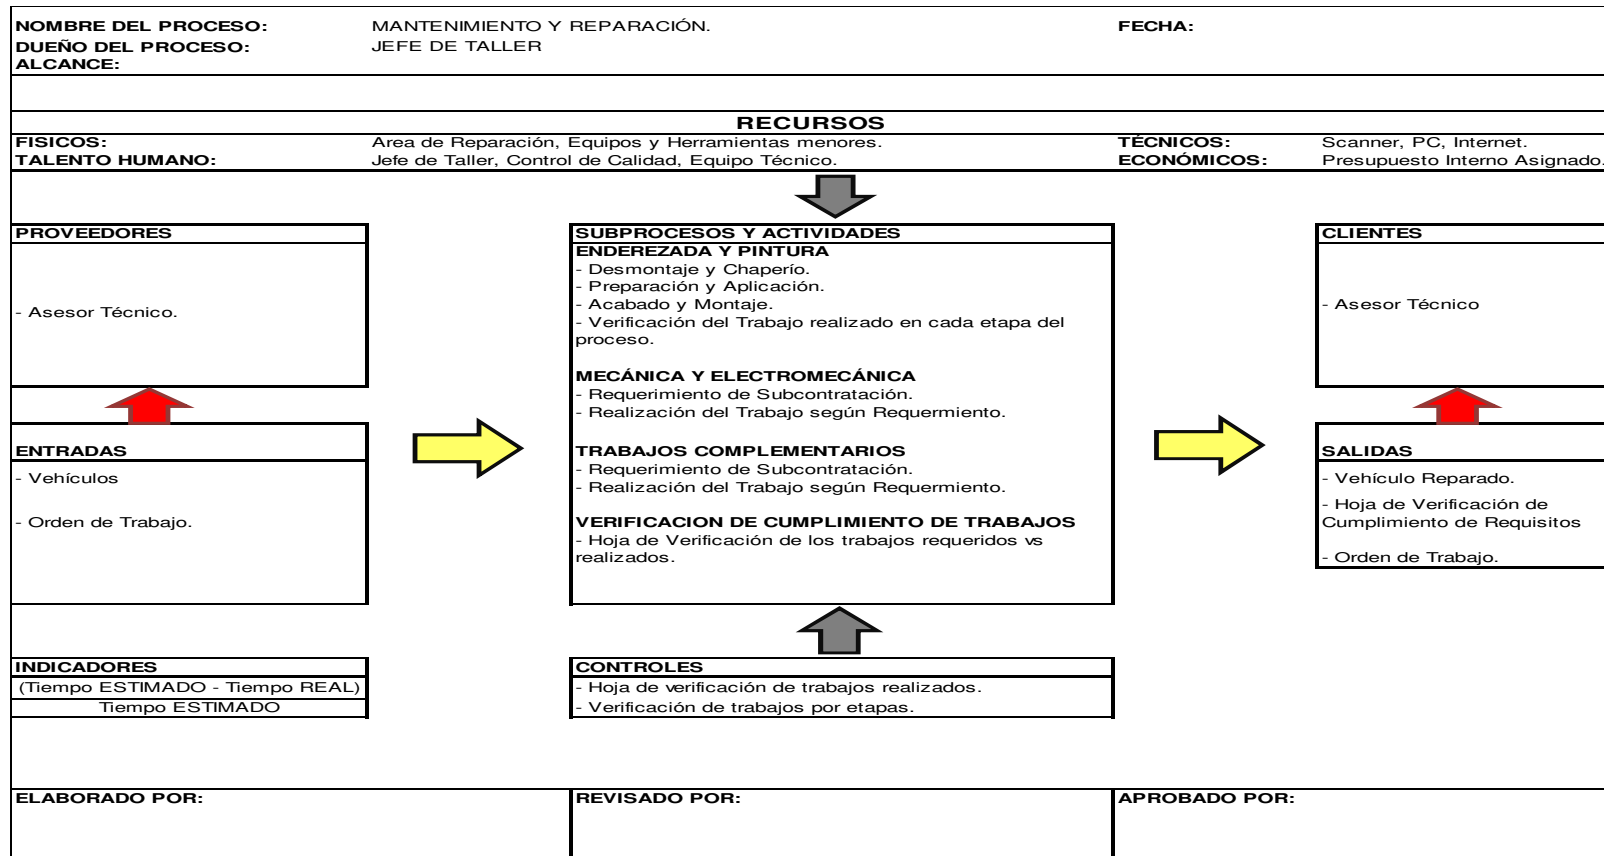 NOMBRE DEL PROCESO: MANTENIMIENTO Y REPARACIÓN. FECHA:
DUEÑO DEL PROCESO: JEFE DE TALLER
ALCANCE:
RECURSOS
FISICOS: Area de Reparación, Equipos y Herramientas menores. TÉCNICOS: Scanner, PC, Internet.
TALENTO HUMANO: Jefe de Taller, Control de Calidad, Equipo Técnico. ECONÓMICOS: Presupuesto Interno Asignado.
PROVEEDORES
- Asesor Técnico.
ENTRADAS
- Vehículos
- Orden de Trabajo.
SUBPROCESOS Y ACTIVIDADES
ENDEREZADA Y PINTURA
- Desmontaje y Chaperío.
- Preparación y Aplicación.
- Acabado y Montaje.
- Verificación del Trabajo realizado en cada etapa del
proceso.
MECÁNICA Y ELECTROMECÁNICA
- Requerimiento de Subcontratación.
- Realización del Trabajo según Requermiento.
TRABAJOS COMPLEMENTARIOS
- Requerimiento de Subcontratación.
- Realización del Trabajo según Requermiento.
VERIFICACION DE CUMPLIMIENTO DE TRABAJOS
- Hoja de Verificación de los trabajos requeridos vs
realizados.
CLIENTES
- Asesor Técnico
SALIDAS
- Vehículo Reparado.
- Hoja de Verificación de
Cumplimiento de Requisitos
- Orden de Trabajo.
INDICADORES
(Tiempo ESTIMADO - Tiempo REAL)
Tiempo ESTIMADO
CONTROLES
- Hoja de verificación de trabajos realizados.
- Verificación de trabajos por etapas.
ELABORADO POR: REVISADO POR: APROBADO POR: